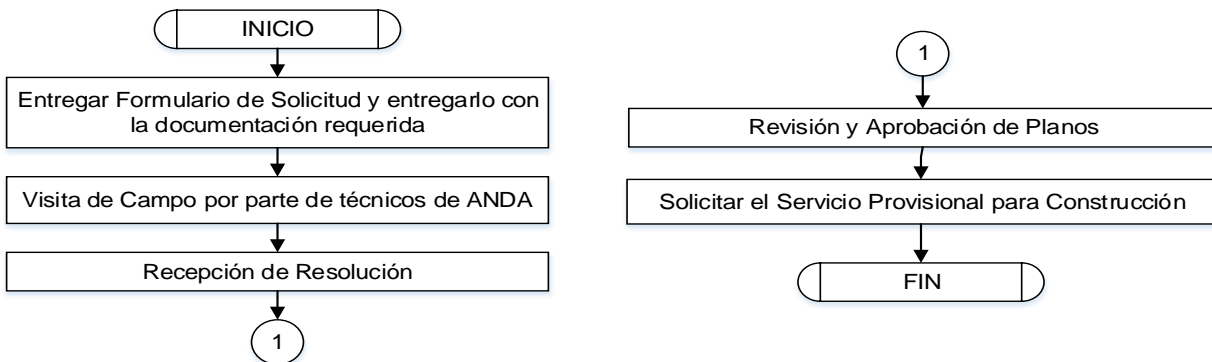 INICIO
Entregar Formulario de Solicitud y entregarlo con
la documentación requerida
Visita de Campo por parte de técnicos de ANDA
Recepción de Resolución
1
1
Revisión y Aprobación de Planos
Solicitar el Servicio Provisional para Construcción
FIN